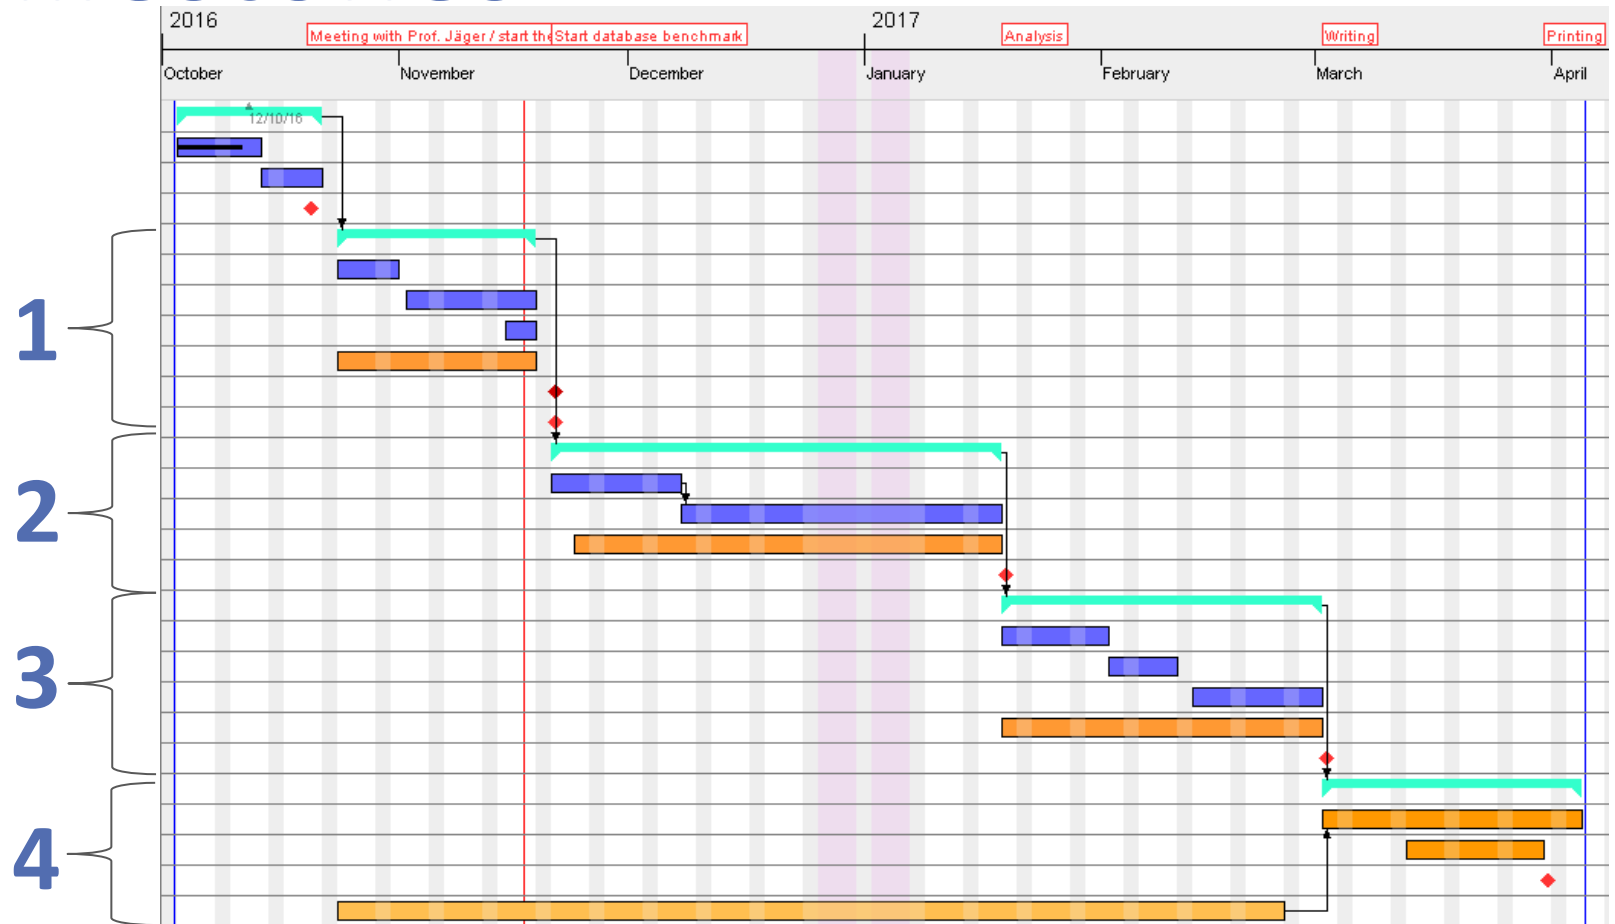 2016
2017
Meeting with Prof. Jäger / start the
Start database benchmark
Analysis
Writing
Printing
October
November
December
January
February
March
April
12/10/16
1
2
3
4